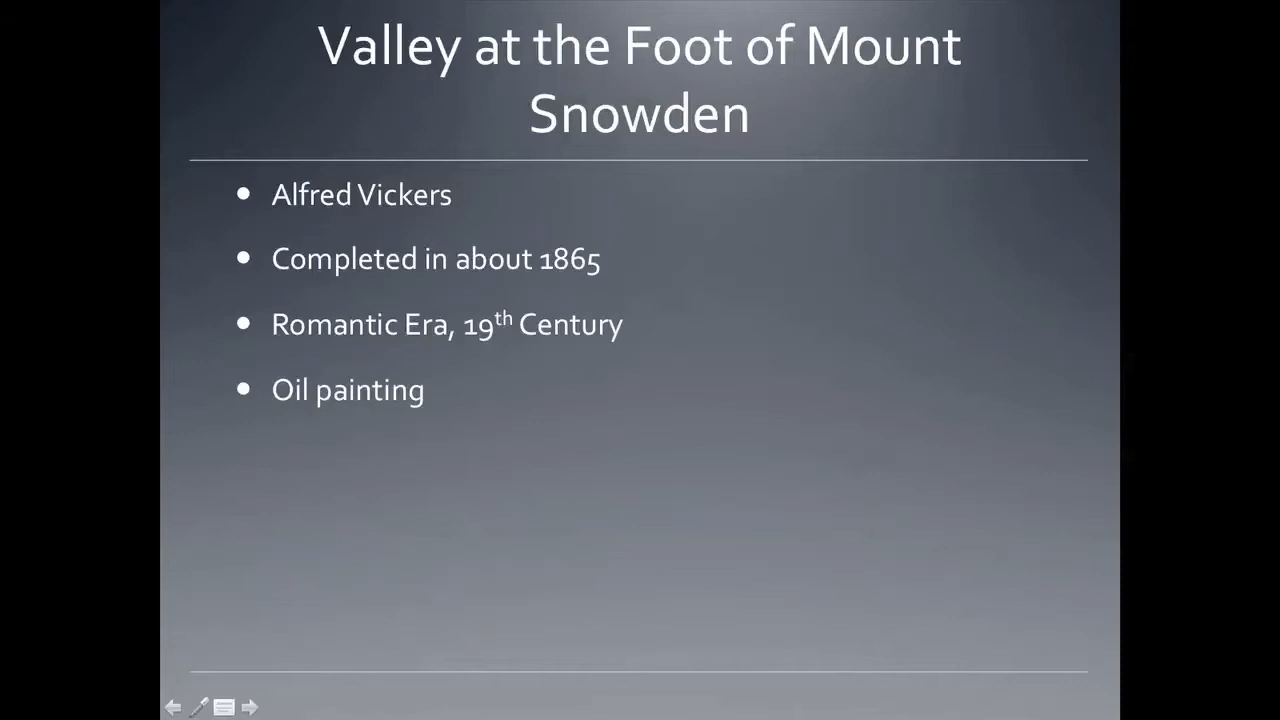 Valley at the Foot of Mount
Snowden
• Alfred Vickers
• Completed in about 1865
• Romantic Era, 19th Century
• Oil painting